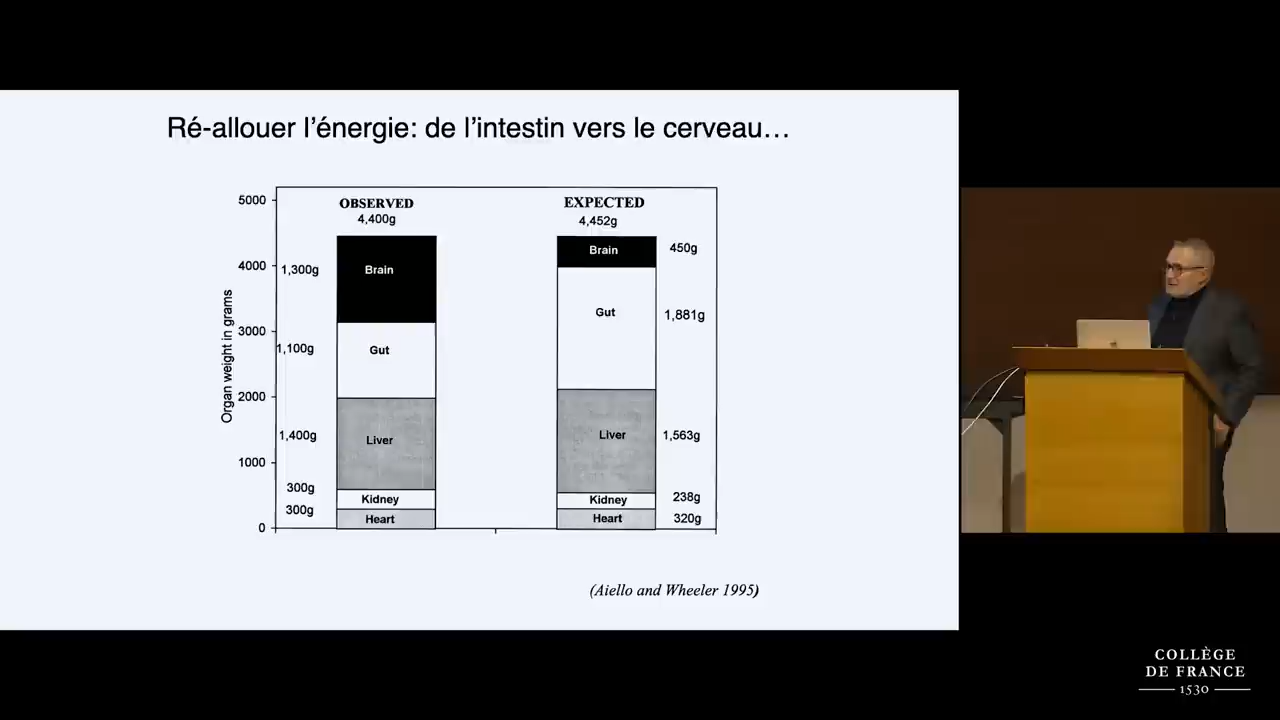 Ré-allouer l’énergie: de l’intestin vers le cerveau…
Organ weight in grams
5000
4000
3000
2000
1000
0
OBSERVED
4,400g
1,300g
Brain
1,100g
Gut
1,400g
Liver
300g
Kidney
300g
Heart
EXPECTED
4,452g
Brain
450g
Gut
1,881g
Liver
1,563g
Kidney
238g
Heart
320g
(Aiello and Wheeler 1995)
COLLÈGE
DE FRANCE
1530